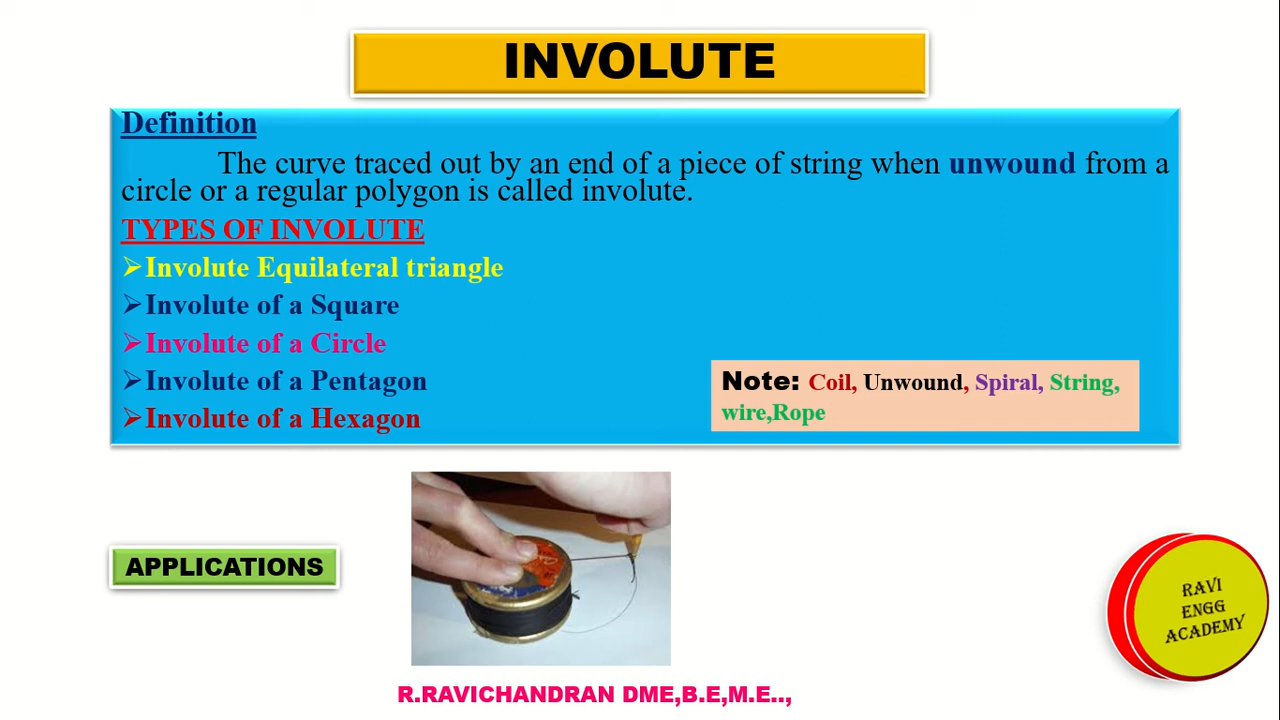 INVOLUTE
Definition
The curve traced out by an end of a piece of string when unwound from a
circle or a regular polygon is called involute.
TYPES OF INVOLUTE
➢Involute Equilateral triangle
➢Involute of a Square
➢Involute of a Circle
➢Involute of a Pentagon
➢Involute of a Hexagon
Note: Coil, Unwound, Spiral, String,
wire,Rope
APPLICATIONS
RAVI
ENGG
ACADEMY
R.RAVICHANDRAN DME,B.E,M.E..,